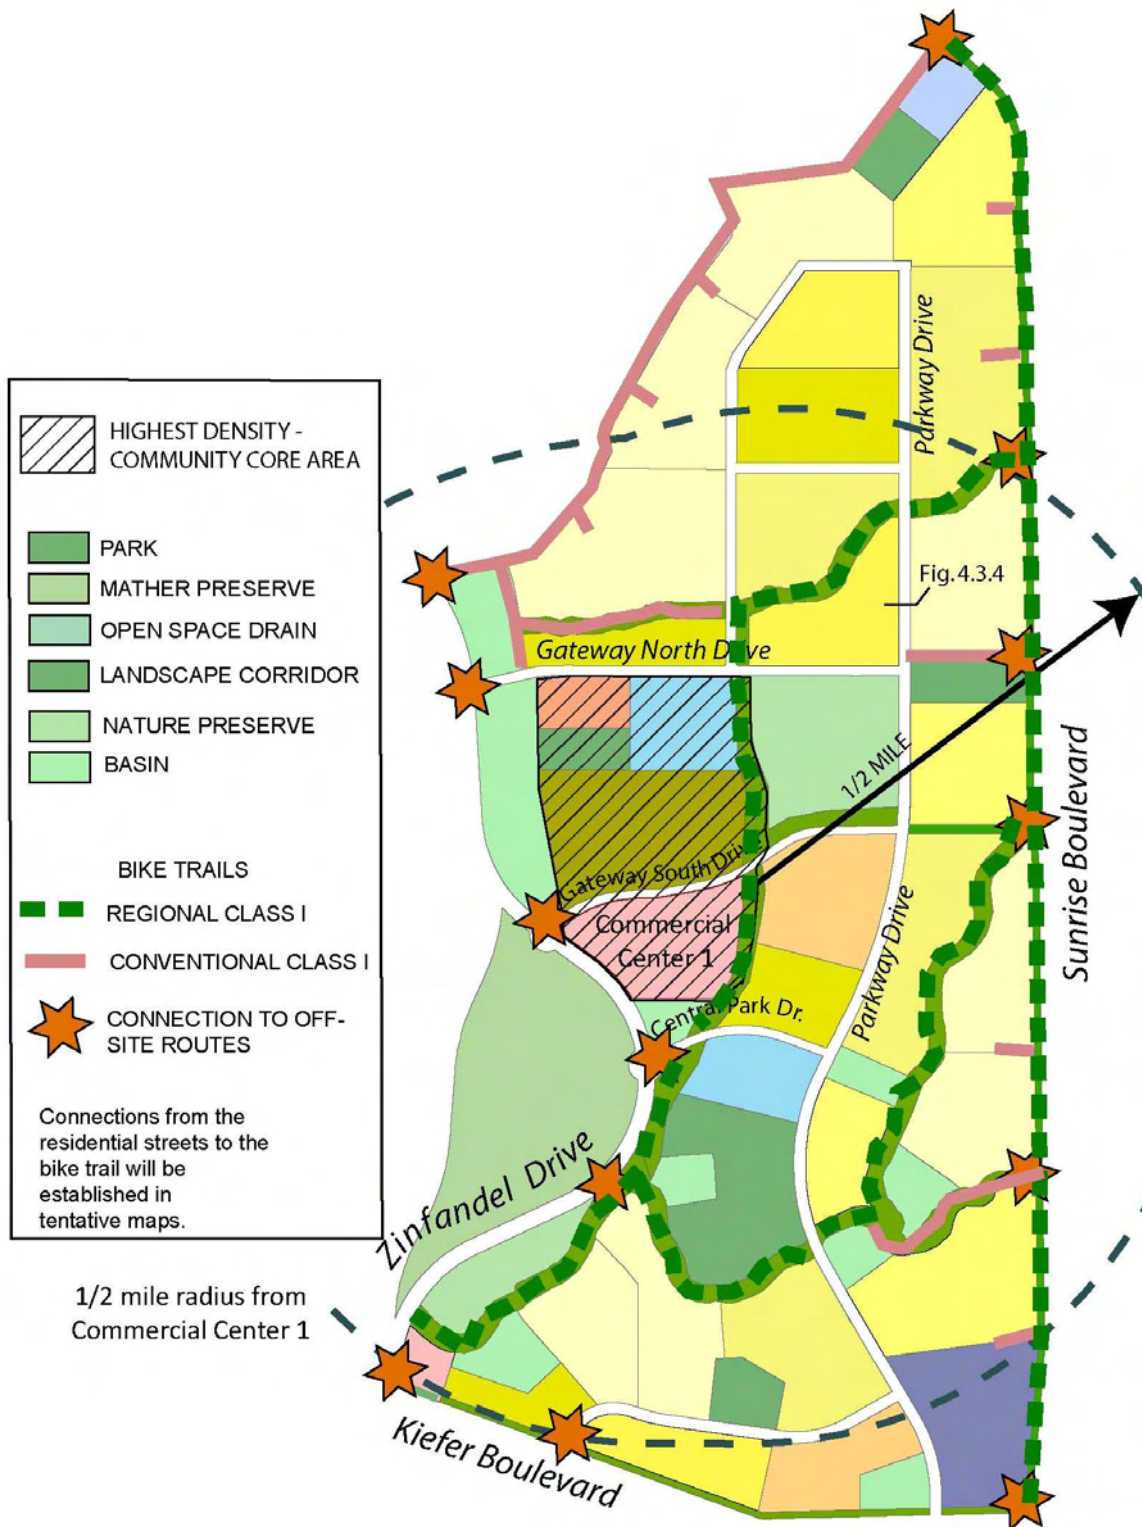 HIGHEST DENSITY -
COMMUNITY CORE AREA
PARK
MATHER PRESERVE
OPEN SPACE DRAIN
LANDSCAPE CORRIDOR
NATURE PRESERVE
BASIN
BIKE TRAILS
REGIONAL CLASS I
CONVENTIONAL CLASS I
CONNECTION TO OFF-
SITE ROUTES
Connections from the
residential streets to the
bike trail will be
established in
tentative maps.
1/2 mile radius from
Commercial Center 1
Parkway Drive
Fig.4.3.4
Gateway North Drive
1/2 MILE
Sunrise Boulevard
Gateway South Drive
Commercial
Center 1
Parkway Drive
Central Park Dr.
Zinfandel Drive
Kiefer Boulevard